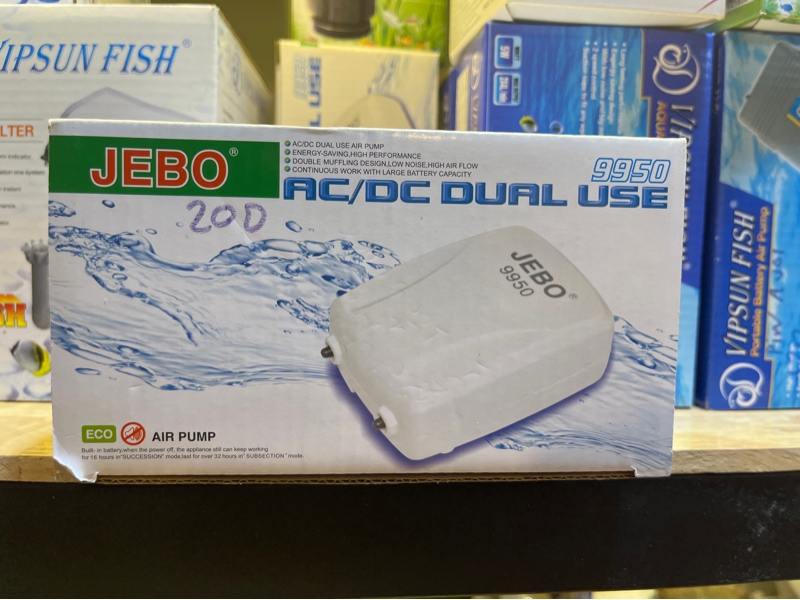 VIPSUN FISH®
LTER
USE
JEBO®
AC/DC DUAL USE AIR PUMP
ENERGY-SAVING,HIGH PERFORMANCE
DOUBLE MUFFLING DESIGN,LOW NOISE,HIGH AIR FLOW
CONTINUOUS WORK WITH LARGE BATTERY CAPACITY
9950
AC/DC DUAL USE
20D
JEBO®
9950
ECO
AIR PUMP
Built- in battery,when the power off, the appliance still can keep working
for 16 hours in"SUCCESSION" mode,last for over 32 hours in" SUBSECTION" mode.
VIPSUN FISH®
Portable Battery Air Pump